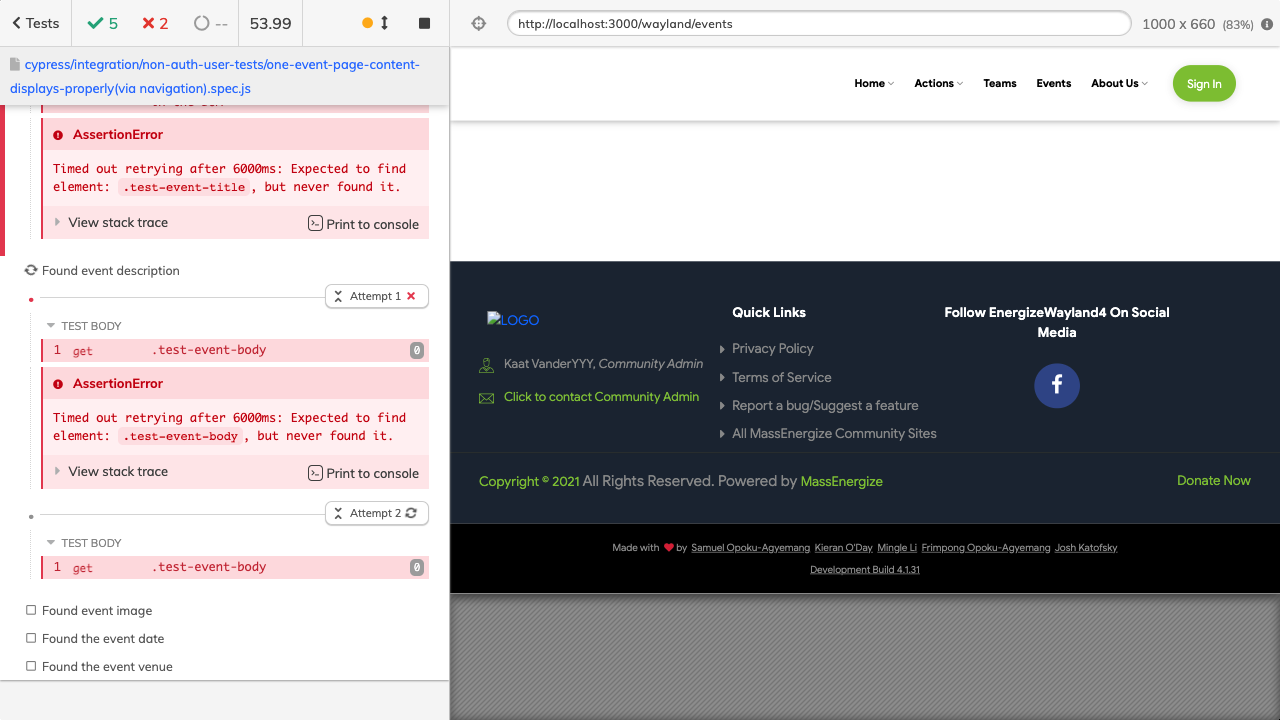 Tests
5
2
--
53.99
http://localhost:3000/wayland/events
1000 x 660 (83%)
cypress/integration/non-auth-user-tests/one-event-page-content-
displays-properly(via navigation).spec.js
AssertionError
Timed out retrying after 6000ms: Expected to find
element: .test-event-title, but never found it.
View stack trace
Print to console
Found event description
Attempt 1
TEST BODY
1 get .test-event-body 0
AssertionError
Timed out retrying after 6000ms: Expected to find
element: .test-event-body, but never found it.
View stack trace
Print to console
Attempt 2
TEST BODY
1 get .test-event-body 0
Found event image
Found the event date
Found the event venue
Home
Actions
Teams
Events
About Us
Sign In
LOGO
Kaat VanderYYY, Community Admin
Click to contact Community Admin
Quick Links
Privacy Policy
Terms of Service
Report a bug/Suggest a feature
All MassEnergize Community Sites
Follow EnergizeWayland4 On Social
Media
Copyright © 2021 All Rights Reserved. Powered by MassEnergize
Donate Now
Made with by Samuel Opoku-Agyemang Kieran O'Day Mingle Li Frimpong Opoku-Agyemang Josh Katofsky
Development Build 4.1.31